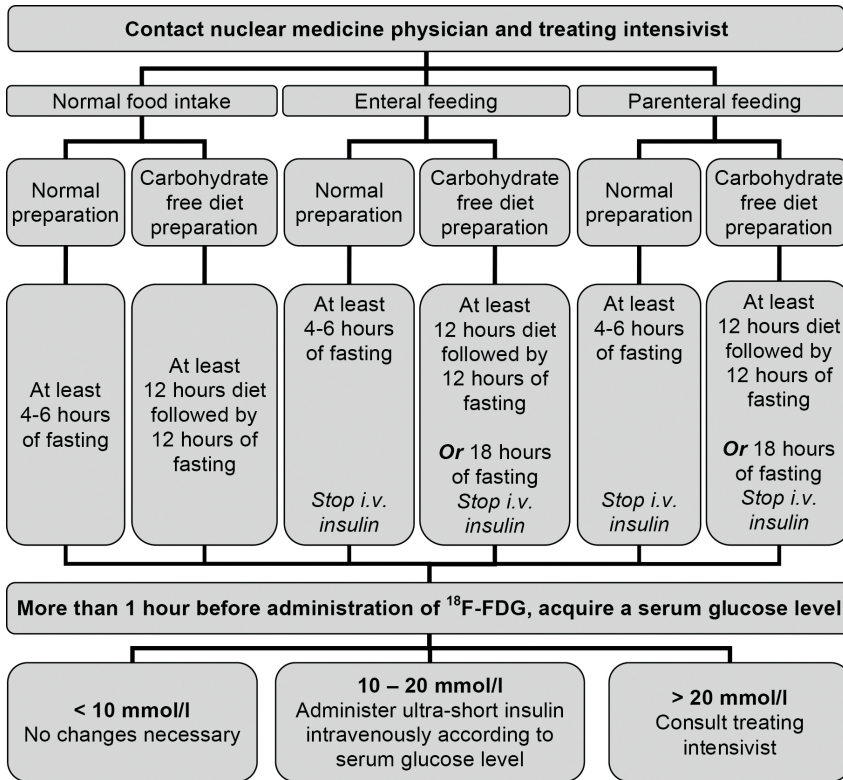 Contact nuclear medicine physician and treating intensivist
Normal food intake
Enteral feeding
Parenteral feeding
Normal
preparation
Carbohydrate
free diet
preparation
Normal
preparation
Carbohydrate
free diet
preparation
Normal
preparation
Carbohydrate
free diet
preparation
At least
4-6 hours
of fasting
At least
12 hours diet
followed by
12 hours of
fasting
At least
4-6 hours
of fasting
Stop i.v.
insulin
At least
12 hours diet
followed by
12 hours of
fasting
Or 18 hours
of fasting
Stop i.v.
insulin
At least
4-6 hours
of fasting
Stop i.v.
insulin
At least
12 hours diet
followed by
12 hours of
fasting
Or 18 hours
of fasting
Stop i.v.
insulin
More than 1 hour before administration of ¹⁸F-FDG, acquire a serum glucose level
< 10 mmol/l
No changes necessary
10 – 20 mmol/l
Administer ultra-short insulin
intravenously according to
serum glucose level
> 20 mmol/l
Consult treating
intensivist